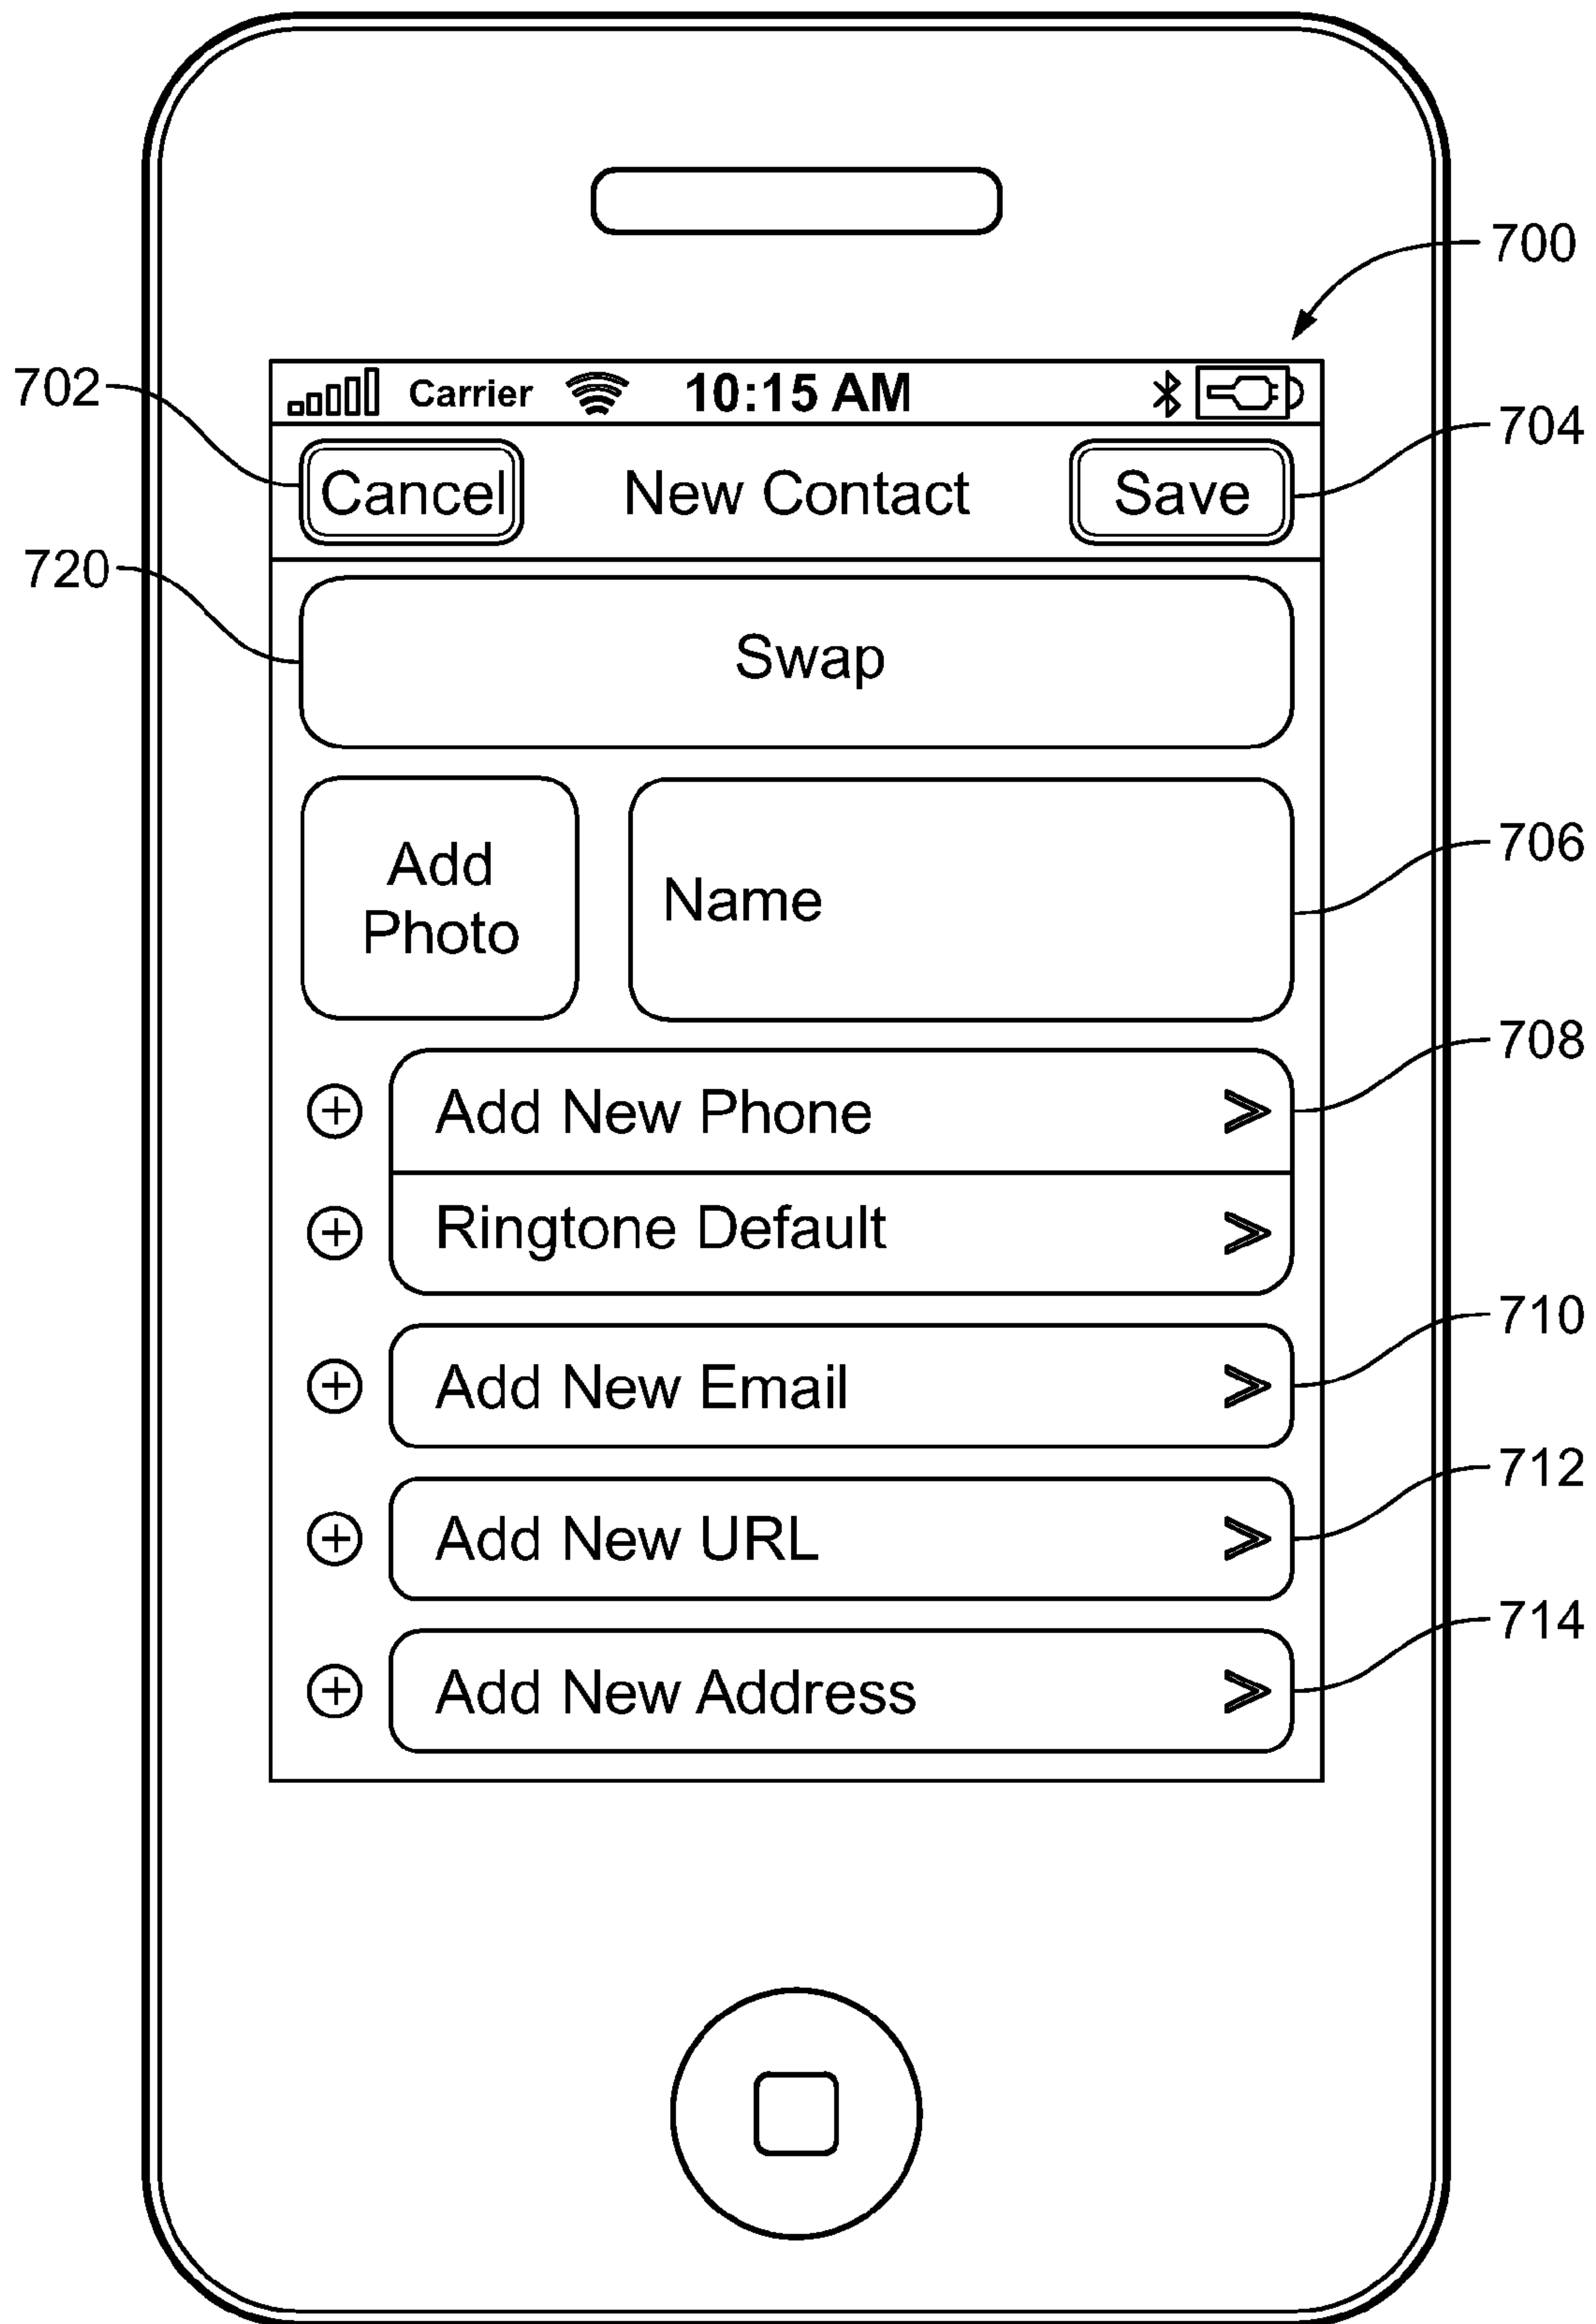 700
702
Carrier 10:15 AM
704
Cancel New Contact Save
720
Swap
706
Add
Photo
Name
708
Add New Phone >
Ringtone Default >
710
Add New Email >
712
Add New URL >
714
Add New Address >